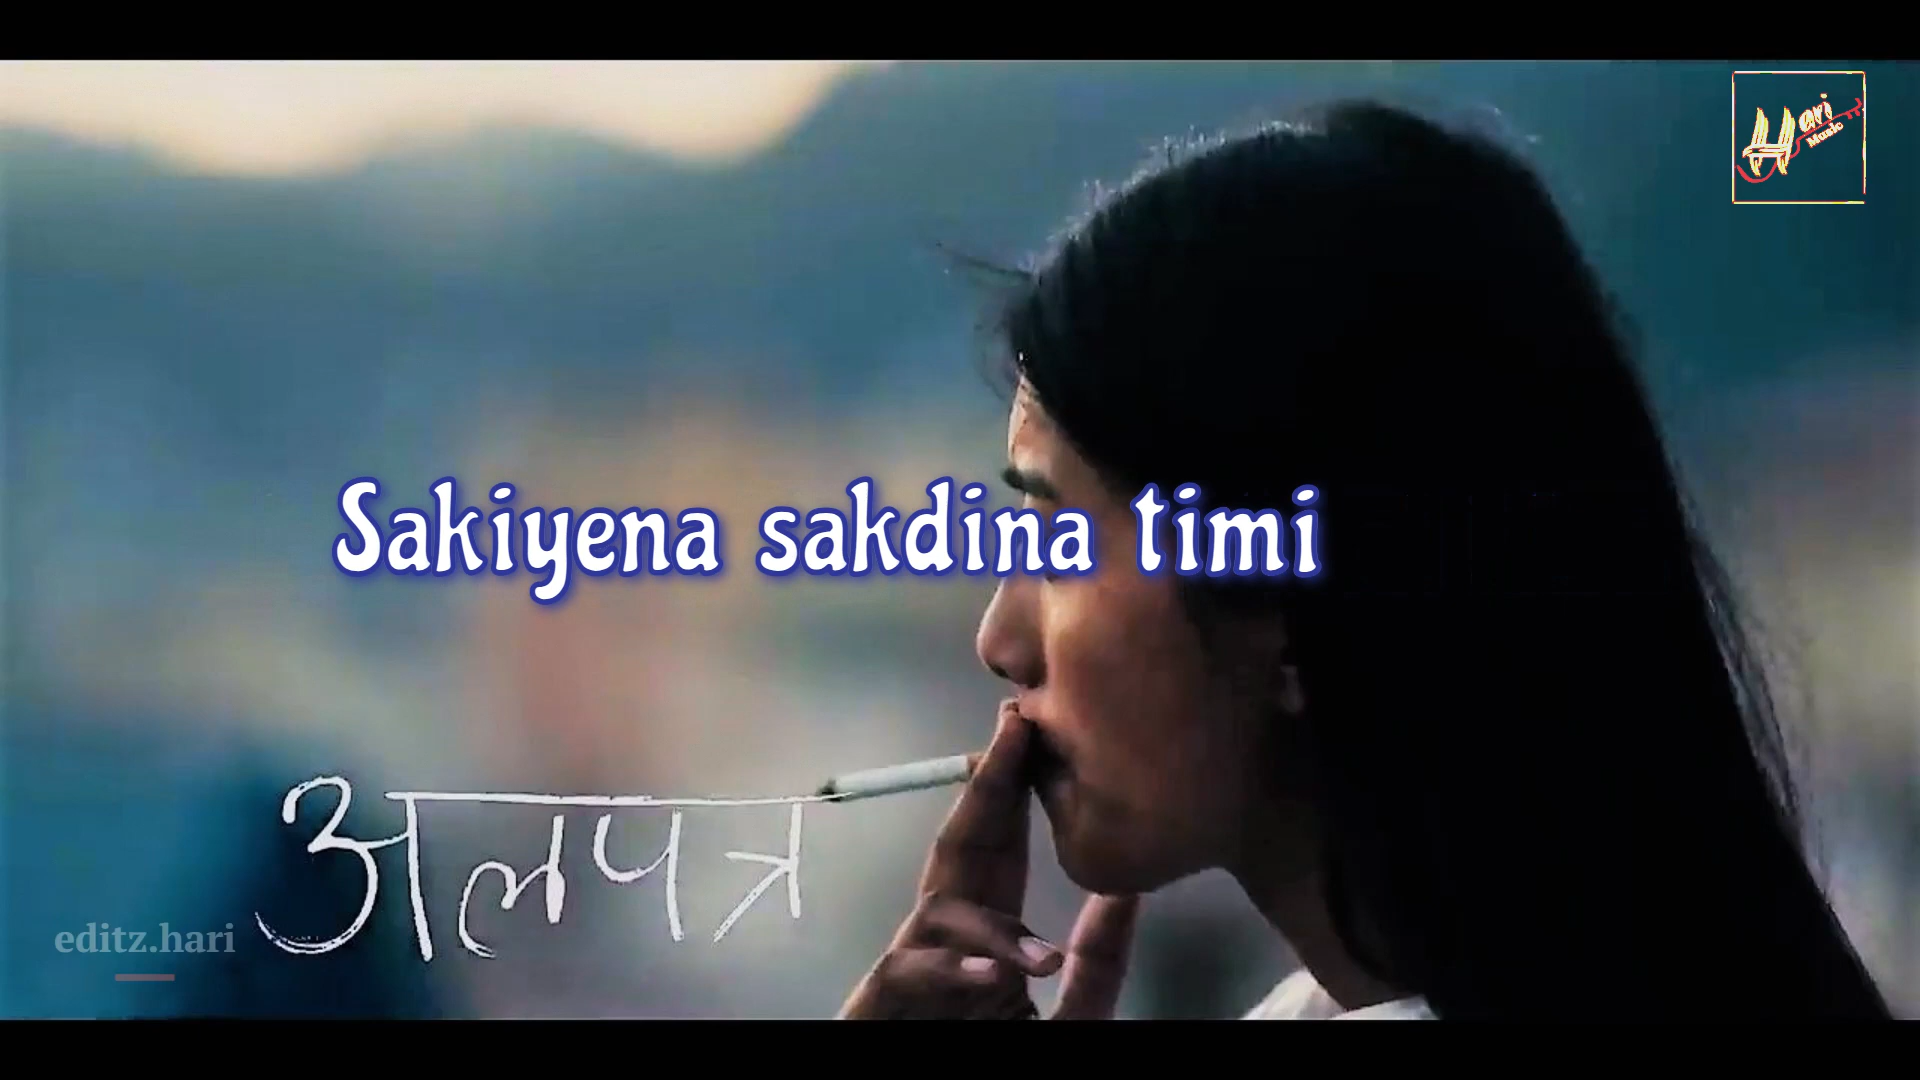 Hari
Music
Sakiyena sakdina timi
अलपत्र
editz.hari